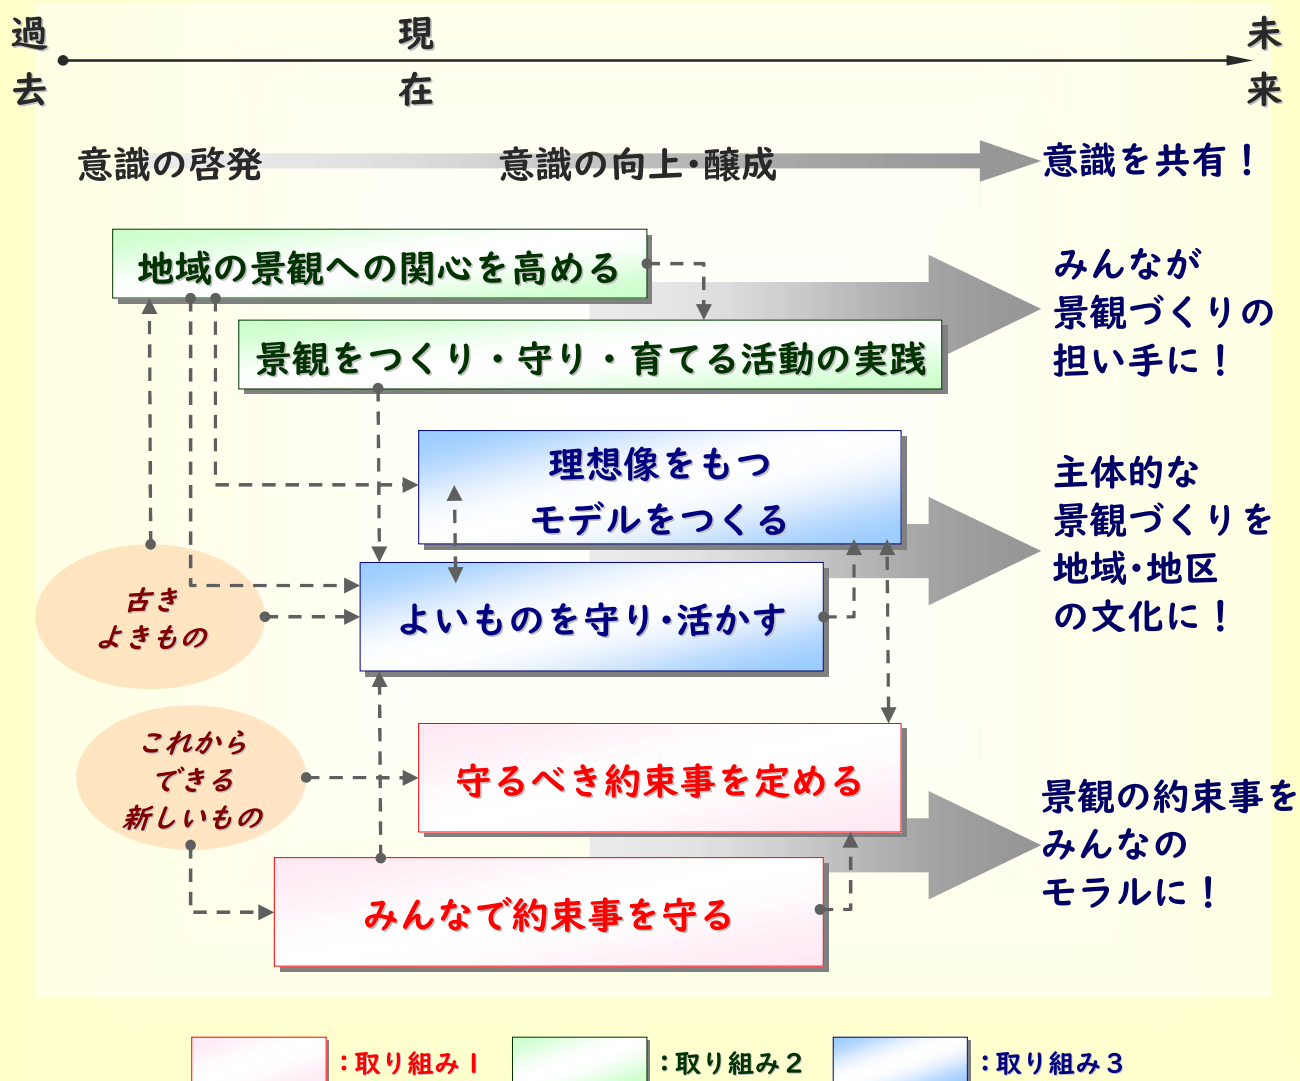 過去
現在
未来
意識の啓発
意識の向上・醸成
意識を共有！
地域の景観への関心を高める
景観をつくり・守り・育てる活動の実践
みんなが
景観づくりの
担い手に！
理想像をもつ
モデルをつくる
よいものを守り・活かす
主体的な
景観づくりを
地域・地区
の文化に！
古き
よきもの
これから
できる
新しいもの
守るべき約束事を定める
みんなで約束事を守る
景観の約束事を
みんなの
モラルに！
：取り組み１
：取り組み２
：取り組み３